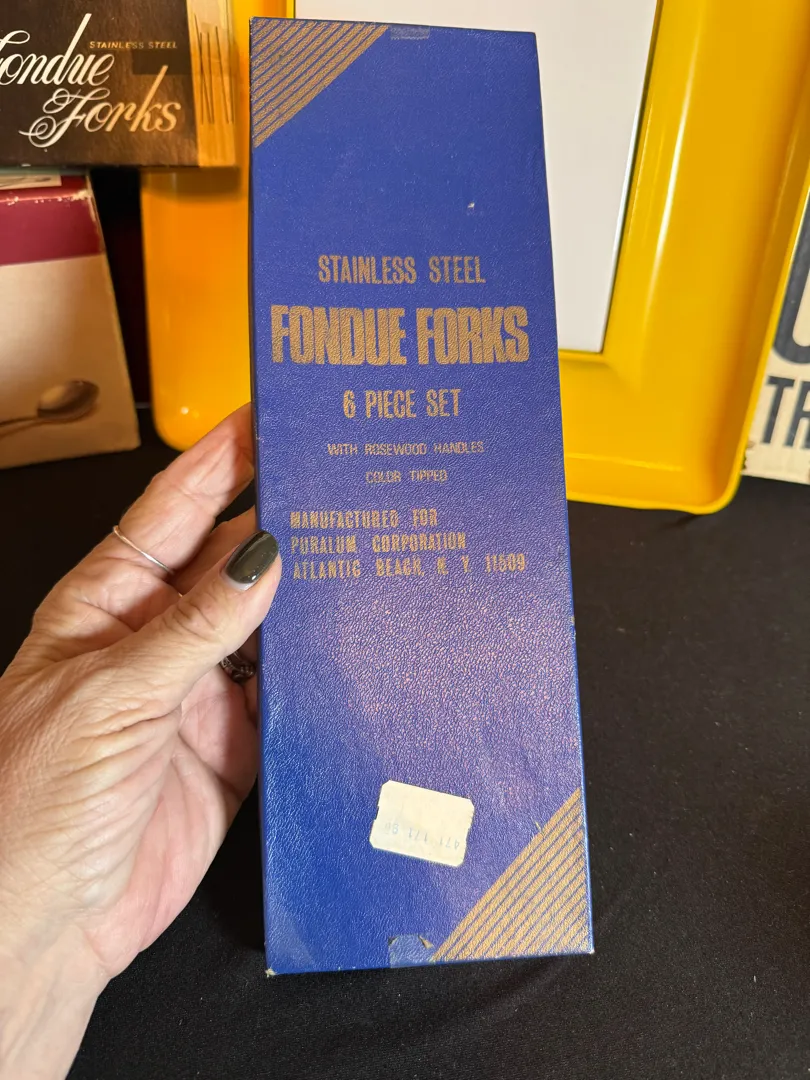 STAINLESS STEEL
Fondue
Forks
STAINLESS STEEL
FONDUE FORKS
6 PIECE SET
WITH ROSEWOOD HANDLES
COLOR TIPPED
MANUFACTURED FOR
PURALUM CORPORATION
ATLANTIC BEACH, N Y 11509